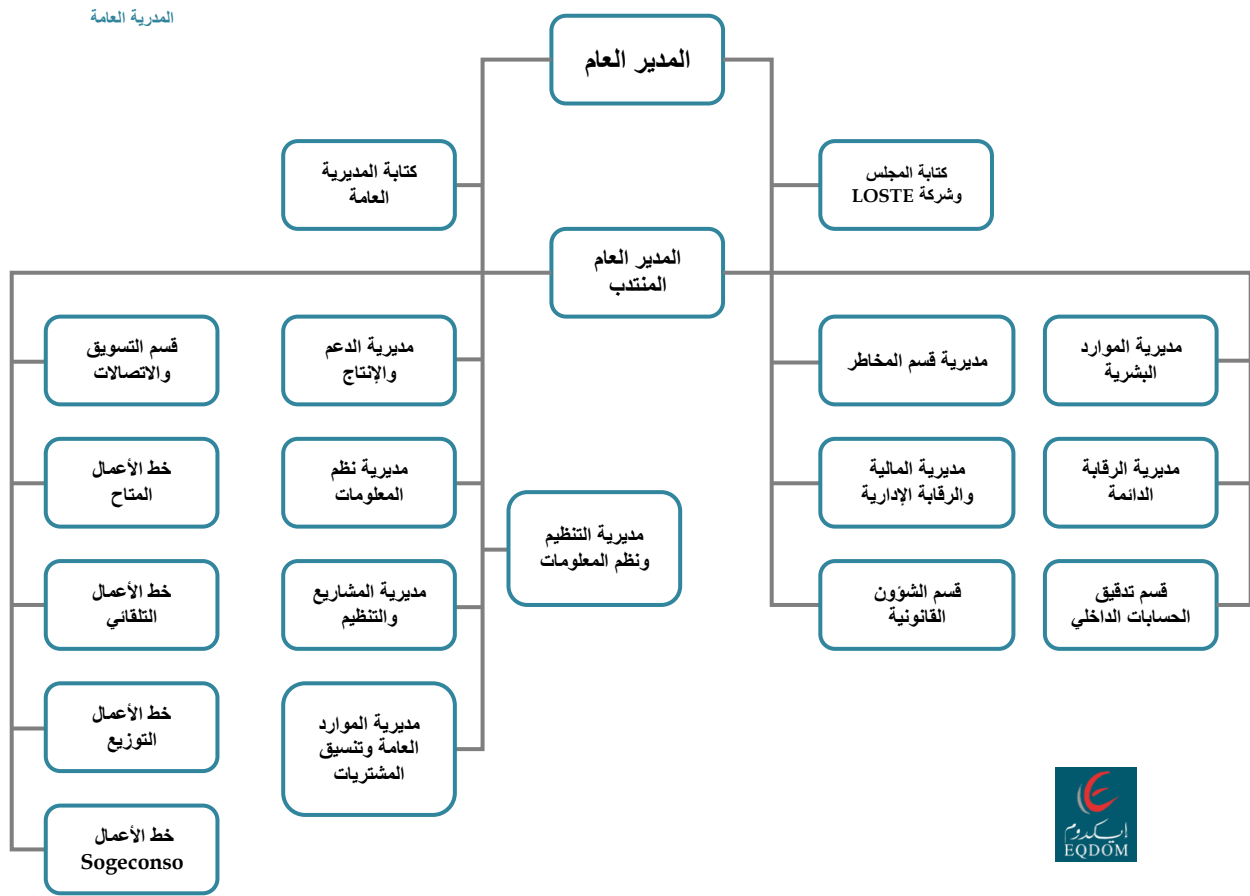 المدرية العامة
المدير العام
كتابة المجلس
وشركة LOSTE
كتابة المديرية
العامة
المدير العام
المنتدب
مديرية الموارد
البشرية
مديرية قسم المخاطر
مديرية الدعم
والإنتاج
قسم التسويق
والاتصالات
مديرية الرقابة
الدائمة
مديرية المالية
والرقابة الإدارية
مديرية نظم
المعلومات
خط الأعمال
المتاح
مديرية التنظيم
ونظم المعلومات
قسم تدقيق
الحسابات الداخلي
قسم الشؤون
القانونية
مديرية المشاريع
والتنظيم
خط الأعمال
التلقائي
مديرية الموارد
العامة وتنسيق
المشتريات
خط الأعمال
التوزيع
خط الأعمال
Sogeconso
إيكدوم
EQDOM